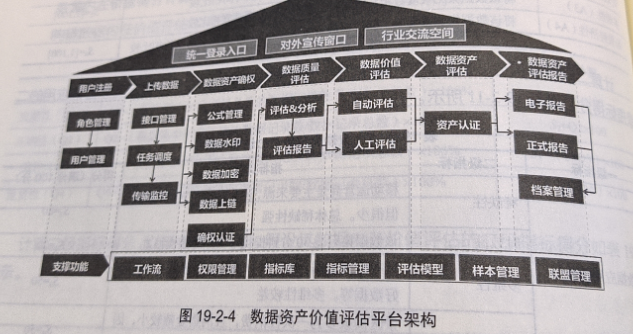 统一登录入口 对外宣传窗口 行业交流空间
用户注册 上传数据 数据资产确权 数据质量评估 数据价值评估 数据资产评估 数据资产评估报告
角色管理 接口管理 公式管理 评估&分析 自动评估 资产认证 电子报告
用户管理 任务调度 数据水印 评估报告 人工评估 正式报告
传输监控 数据加密 档案管理
数据上链
确权认证
支撑功能 工作流 权限管理 指标库 指标管理 评估模型 样本管理 联盟管理
图 19-2-4 数据资产价值评估平台架构